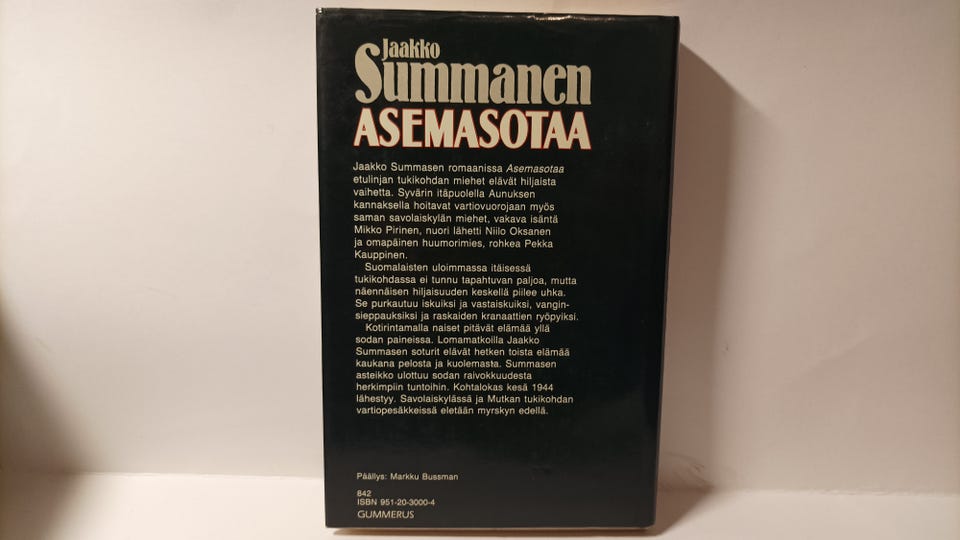 Jaakko
Summanen
ASEMASOTAA
Jaakko Summasen romaanissa Asemasotaa
etulinjan tukikohdan miehet elävät hiljaista
vaihetta. Syvärin itäpuolella Aunuksen
kannaksella hoitavat vartiovuorojaan myös
saman savolaiskylän miehet, vakava isäntä
Mikko Pirinen, nuori lähetti Niilo Oksanen
ja omapäinen huumorimies, rohkea Pekka
Kauppinen.
Suomalaisten uloimmassa itäisessä
tukikohdassa ei tunnu tapahtuvan paljoa, mutta
näennäisen hiljaisuuden keskellä piilee uhka.
Se purkautuu iskuiksi ja vastaiskuiksi, vangin-
sieppauksiksi ja raskaiden kranaattien ryöpyiksi.
Kotirintamalla naiset pitävät elämää yllä
sodan paineissa. Lomamatkoilla Jaakko
Summasen soturit elävät hetken toista elämää
kaukana pelosta ja kuolemasta. Summasen
asteikko ulottuu sodan raivokkuudesta
herkimpiin tuntoihin. Kohtalokas kesä 1944
lähestyy. Savolaiskylässä ja Mutkan tukikohdan
vartiopesäkkeissä eletään myrskyn edellä.
Päällys: Markku Bussman
842
ISBN 951-20-3000-4
GUMMERUS